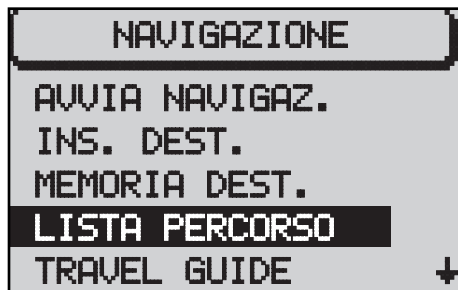 NAVIGAZIONE
AVVIA NAVIGAZ.
INS. DEST.
MEMORIA DEST.
LISTA PERCORSO
TRAVEL GUIDE